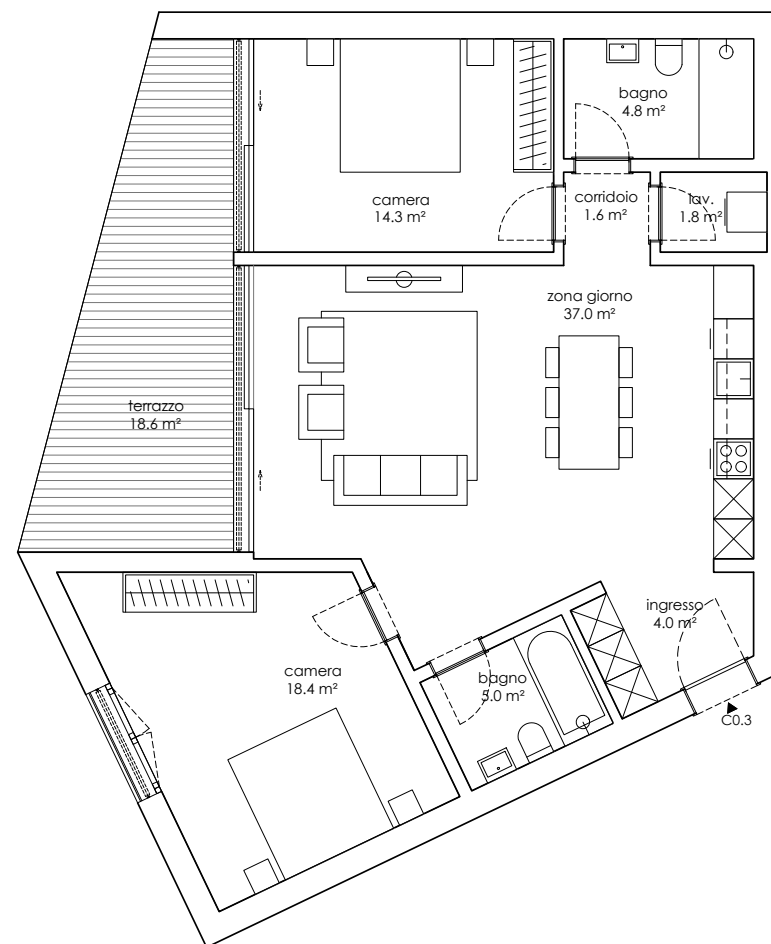 bagno
4.8 m²
camera
14.3 m²
corridoio
1.6 m²
lav.
1.8 m²
zona giorno
37.0 m²
terrazzo
18.6 m²
ingresso
4.0 m²
camera
18.4 m²
bagno
5.0 m²
C0.3